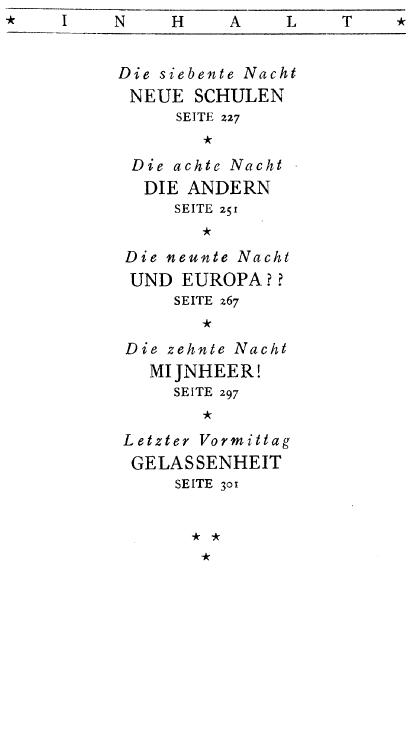 ★ INHALT ★
Die siebente Nacht
NEUE SCHULEN
SEITE 227
★
Die achte Nacht
DIE ANDERN
SEITE 251
★
Die neunte Nacht
UND EUROPA??
SEITE 267
★
Die zehnte Nacht
MIJNHEER!
SEITE 297
★
Letzter Vormittag
GELASSENHEIT
SEITE 301
★ ★
★